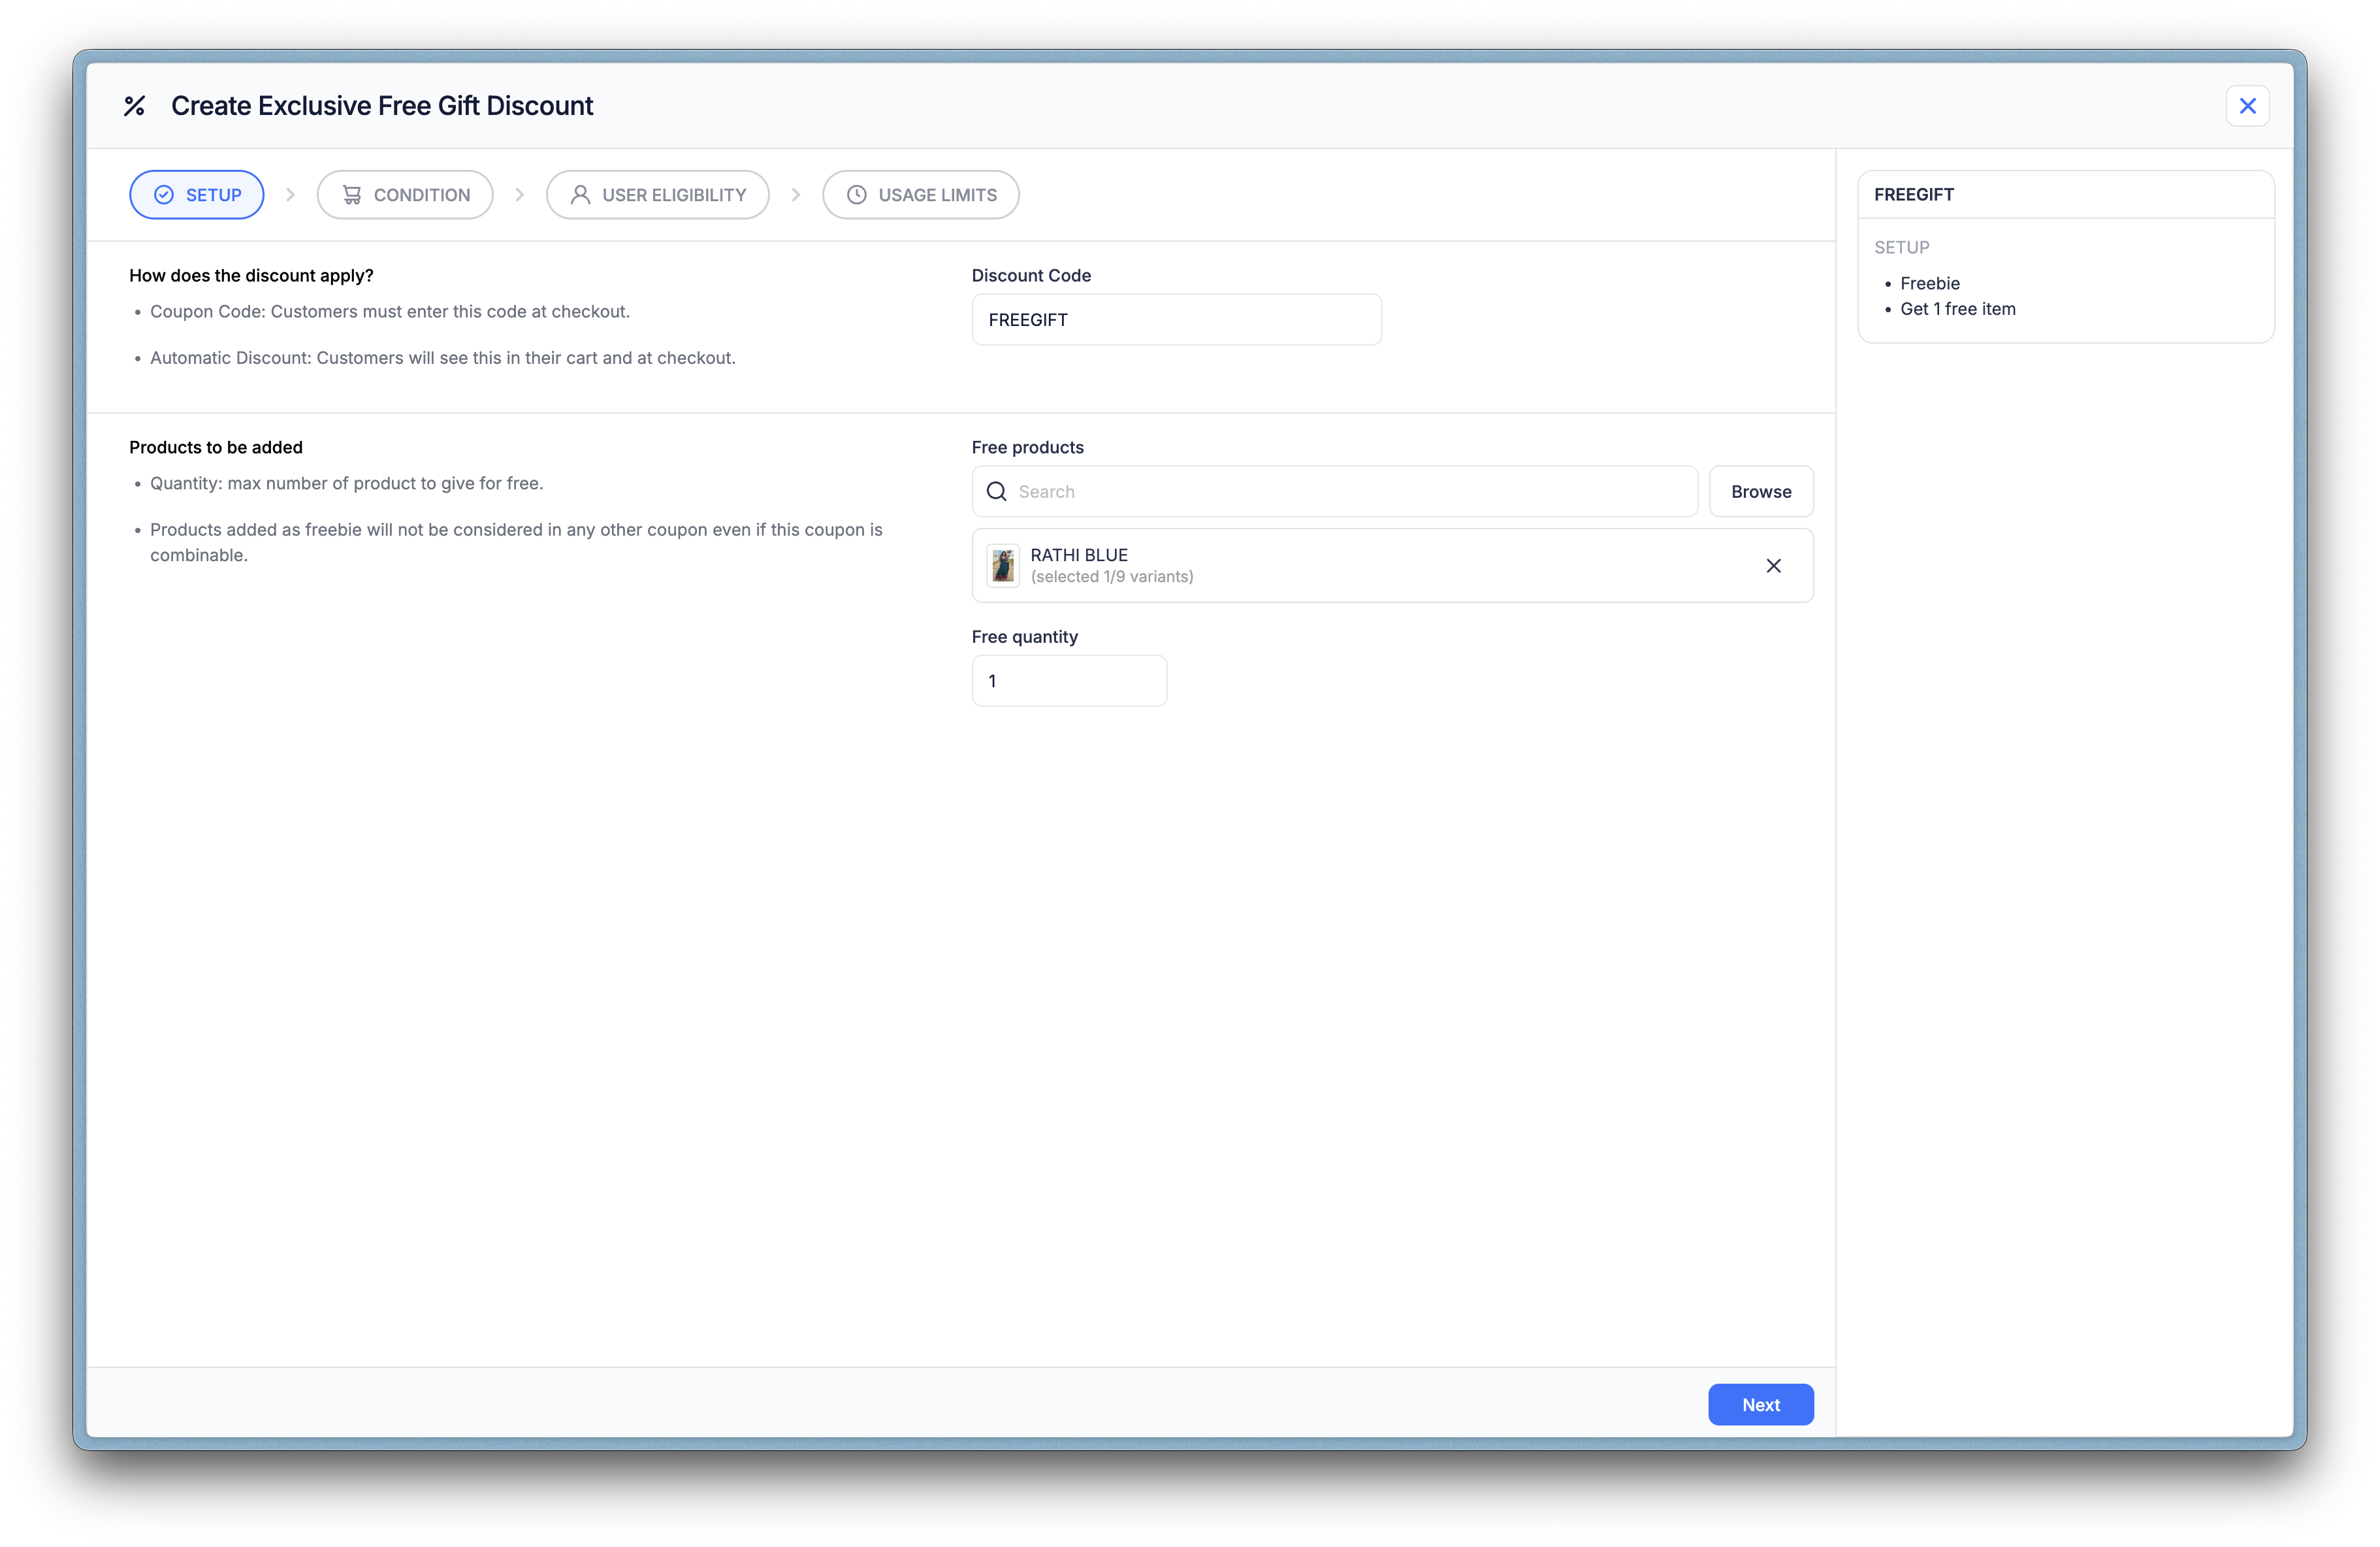 Create Exclusive Free Gift Discount
SETUP
CONDITION
USER ELIGIBILITY
USAGE LIMITS
How does the discount apply?
Coupon Code: Customers must enter this code at checkout.
Automatic Discount: Customers will see this in their cart and at checkout.
Discount Code
FREEGIFT
Products to be added
Quantity: max number of product to give for free.
Products added as freebie will not be considered in any other coupon even if this coupon is
combinable.
Free products
Search
Browse
RATHI BLUE
(selected 1/9 variants)
Free quantity
1
Next
FREEGIFT
SETUP
Freebie
Get 1 free item